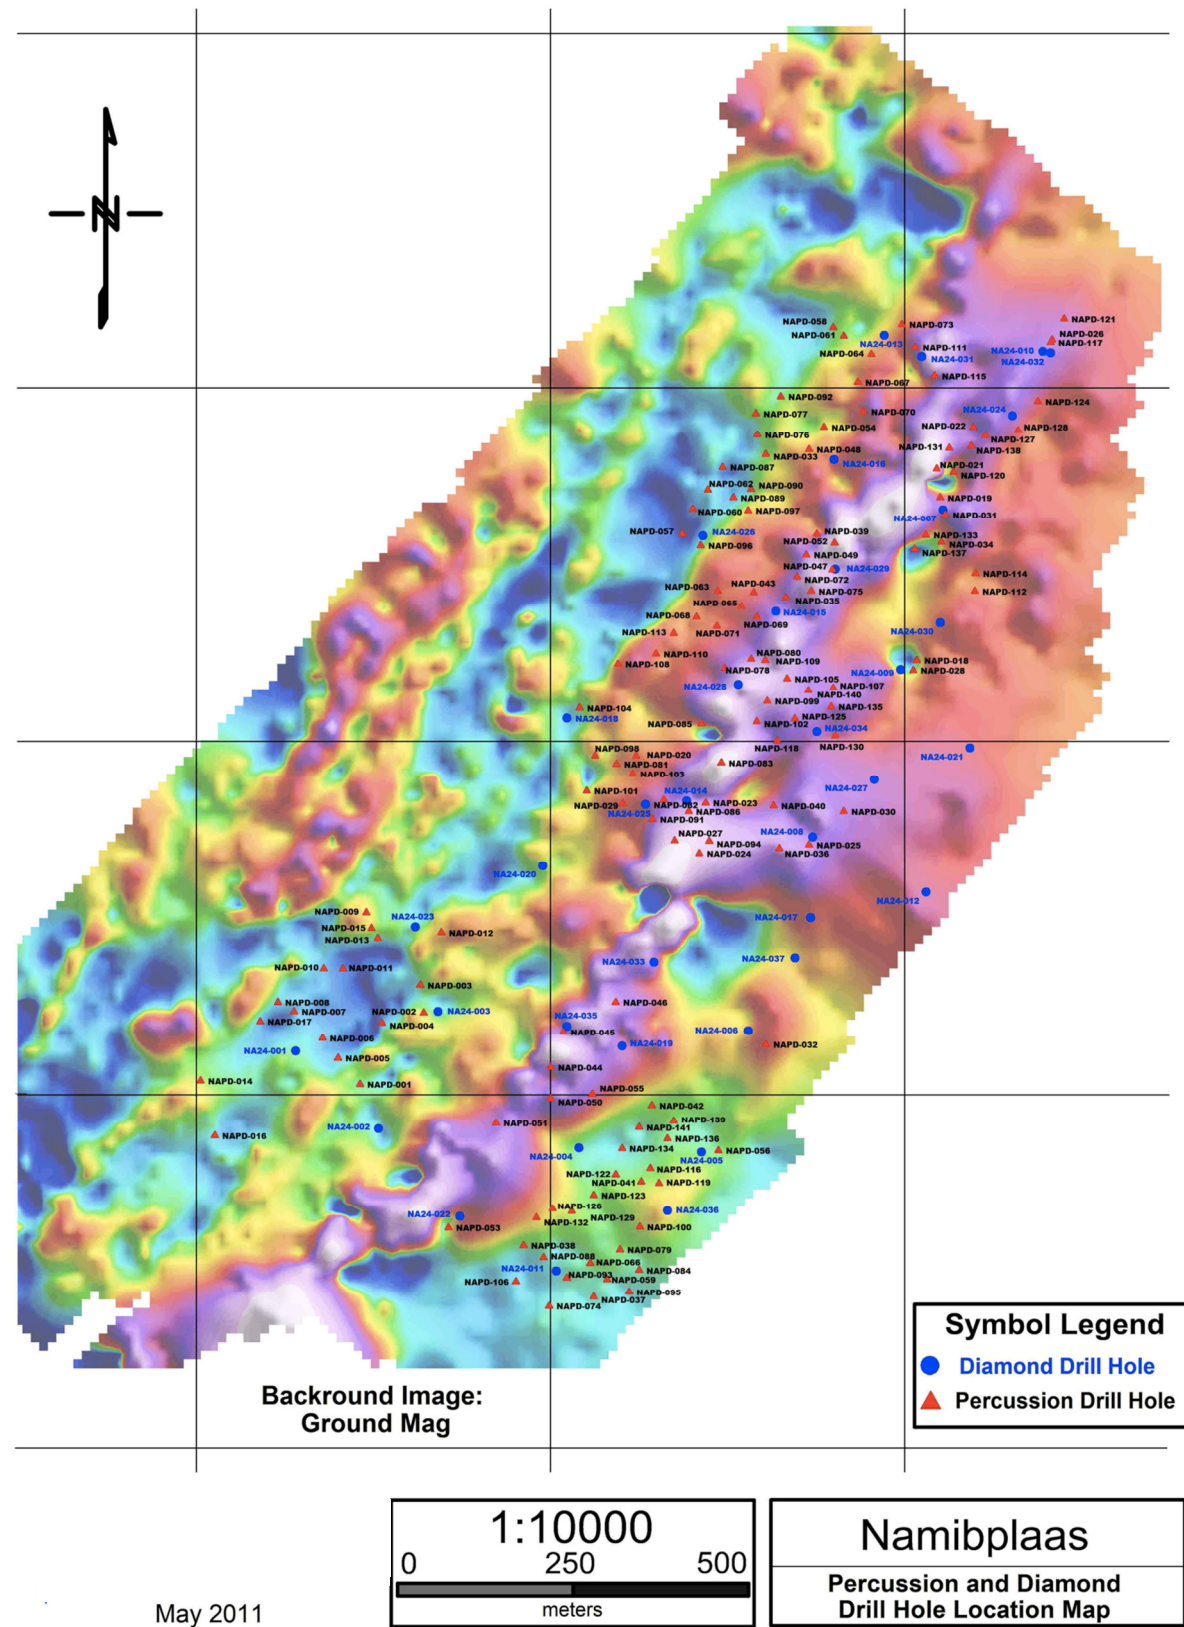 N
NAPD-121
NAPD-058
NAPD-073
NAPD-061
NA24-013
NAPD-026
NAPD-117
NAPD-111
NA24-010
NAPD-064
NA24-031
NA24-032
NAPD-115
NAPD-067
NAPD-092
NAPD-124
NAPD-077
NAPD-070
NA24-024
NAPD-054
NAPD-022
NAPD-128
NAPD-076
NAPD-127
NAPD-048
NAPD-131
NAPD-138
NAPD-033
NA24-016
NAPD-087
NAPD-021
NAPD-120
NAPD-062
NAPD-090
NAPD-089
NAPD-019
NAPD-060
NAPD-097
NA24-007
NAPD-031
NAPD-057
NA24-026
NAPD-039
NAPD-133
NAPD-052
NAPD-034
NAPD-096
NAPD-137
NAPD-049
NAPD-047
NA24-029
NAPD-114
NAPD-072
NAPD-063
NAPD-043
NAPD-075
NAPD-112
NAPD-065
NAPD-035
NA24-015
NAPD-068
NAPD-069
NAPD-071
NA24-030
NAPD-113
NAPD-110
NAPD-080
NAPD-108
NAPD-109
NAPD-018
NAPD-078
NA24-009
NAPD-028
NAPD-105
NA24-028
NAPD-107
NAPD-140
NAPD-099
NAPD-104
NAPD-135
NA24-018
NAPD-125
NAPD-085
NAPD-102
NA24-034
NAPD-118
NAPD-130
NAPD-098
NAPD-020
NA24-021
NAPD-081
NAPD-083
NAPD-103
NA24-027
NAPD-101
NA24-014
NAPD-029
NAPD-082
NAPD-023
NAPD-040
NA24-025
NAPD-086
NAPD-030
NAPD-091
NA24-008
NAPD-027
NAPD-094
NAPD-025
NAPD-024
NAPD-036
NA24-020
NA24-012
NAPD-009
NA24-023
NA24-017
NAPD-015
NAPD-012
NAPD-013
NA24-037
NAPD-010
NAPD-011
NA24-033
NAPD-003
NAPD-008
NAPD-046
NAPD-007
NAPD-002
NA24-003
NAPD-017
NAPD-004
NA24-035
NAPD-045
NA24-006
NAPD-006
NA24-019
NAPD-032
NA24-001
NAPD-005
NAPD-044
NAPD-014
NAPD-001
NAPD-055
NAPD-050
NAPD-042
NAPD-051
NAPD-139
NA24-002
NAPD-141
NAPD-016
NAPD-136
NAPD-134
NAPD-056
NA24-004
NA24-005
NAPD-116
NAPD-122
NAPD-041
NAPD-119
NAPD-123
NAPD-126
NA24-022
NAPD-129
NA24-036
NAPD-132
NAPD-053
NAPD-100
NAPD-038
NAPD-079
NAPD-088
NAPD-066
NA24-011
NAPD-093
NAPD-084
NAPD-106
NAPD-059
NAPD-095
NAPD-037
NAPD-074
Symbol Legend
Diamond Drill Hole
Percussion Drill Hole
Backround Image:
Ground Mag
1:10000
0 250 500
meters
Namibplaas
Percussion and Diamond
Drill Hole Location Map
May 2011